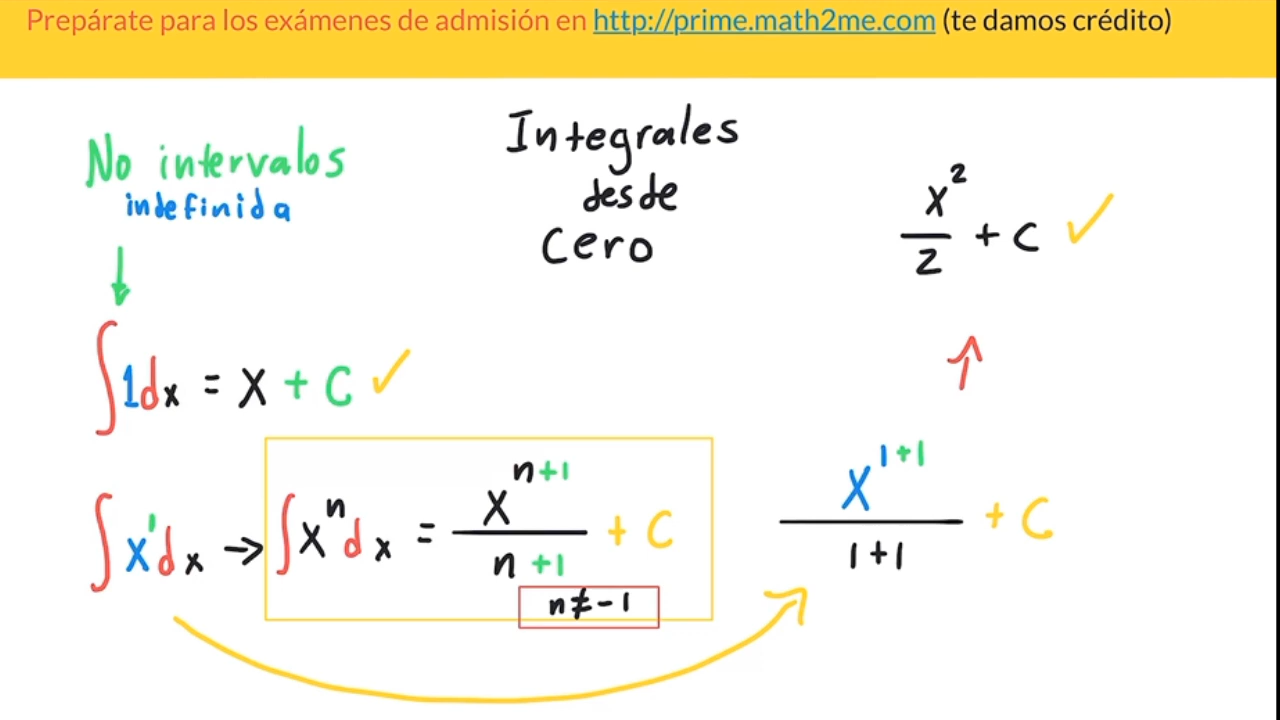 Prepárate para los exámenes de admisión en http://prime.math2me.com (te damos crédito)
Integrales
desde
Cero
No intervalos
indefinida
∫1dx = x + C ✓
∫x¹dx → ∫xⁿdx = xⁿ⁺¹/n+1 + C
n ≠ -1
x¹⁺¹/1+1 + C
x²/2 + C ✓